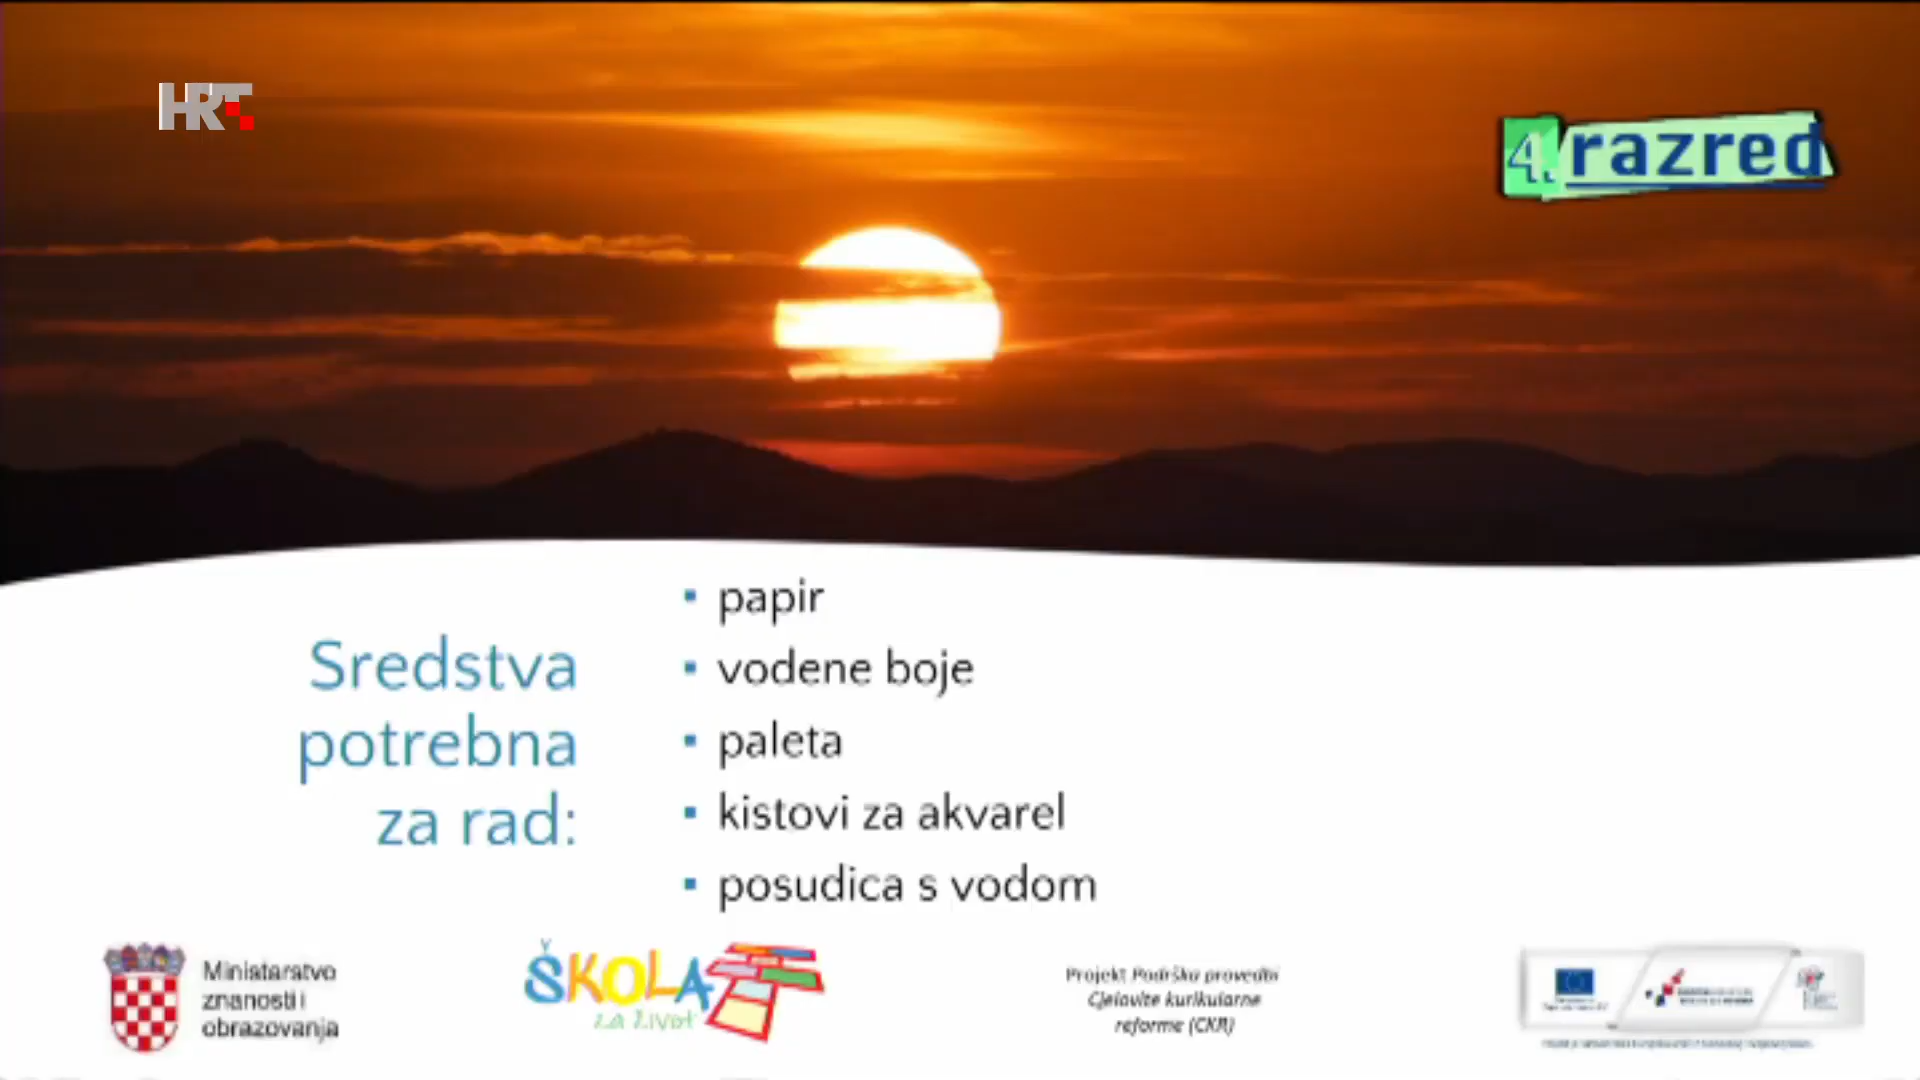 HRT
4. razred
Sredstva
potrebna
za rad:
papir
vodene boje
paleta
kistovi za akvarel
posudica s vodom
Ministarstvo
znanosti i
obrazovanja
ŠKOLA
za život
Projekt Podrška provedbi
Cjelovite kurikularne
reforme (CKR)